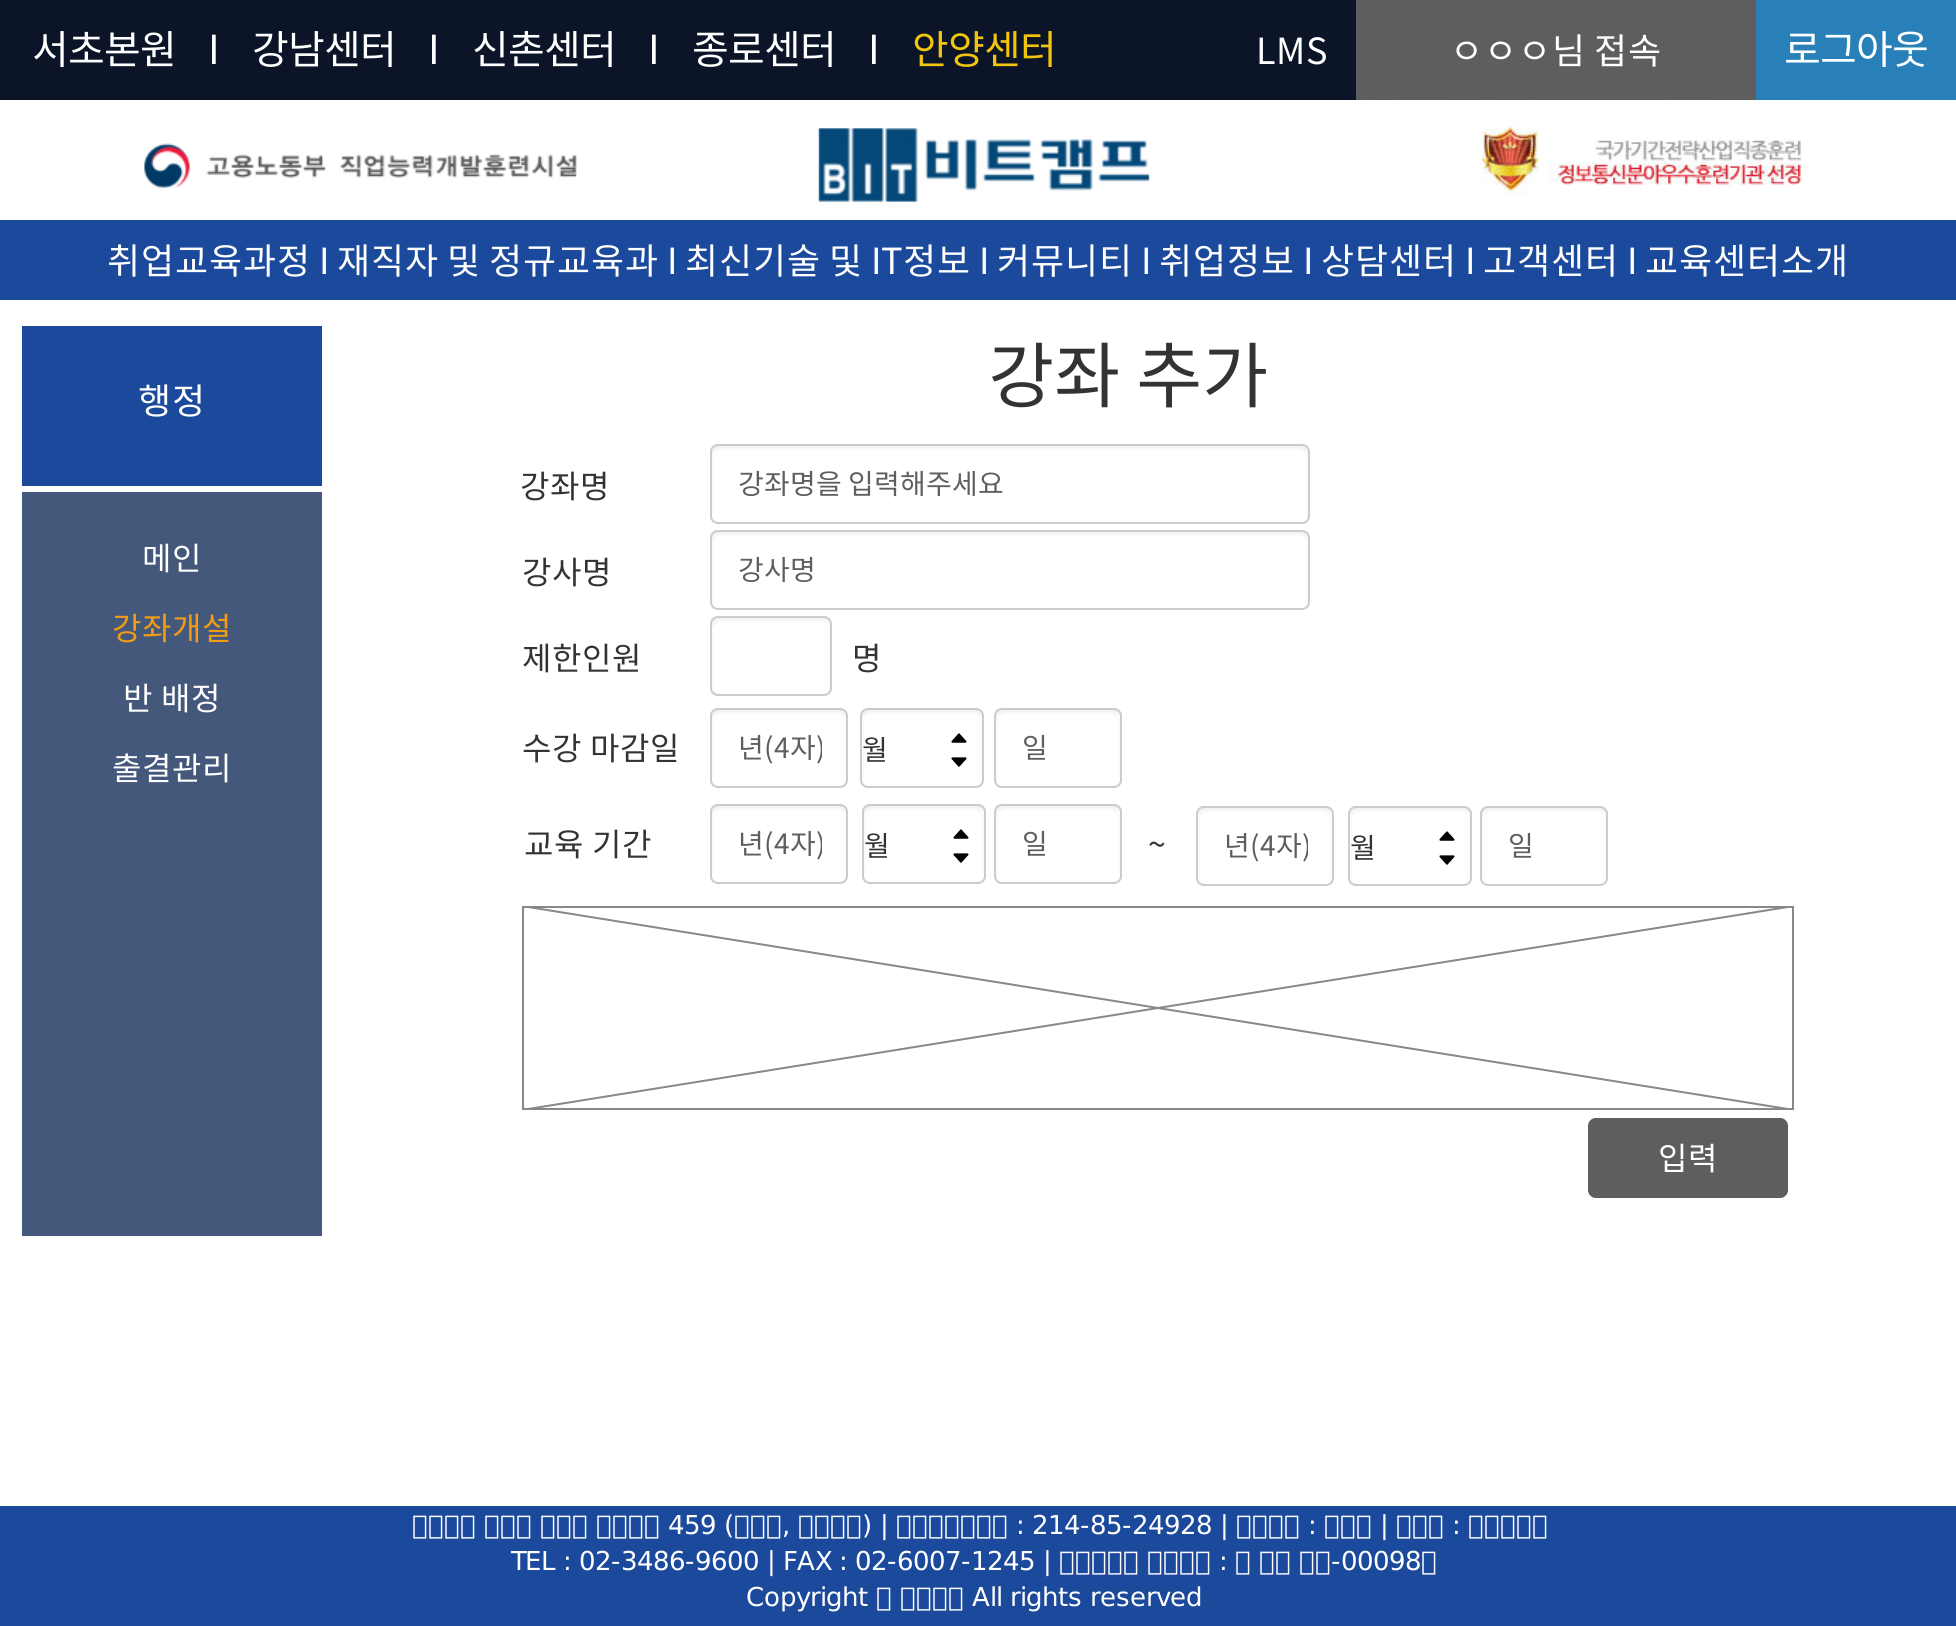 서초본원 I 강남센터 I 신촌센터 I 종로센터 I 안양센터 LMS ㅇㅇㅇ님 접속 로그아웃
고용노동부 직업능력개발훈련시설
BIT 비트캠프
국가기간전략산업직종훈련
정보통신분야우수훈련기관 선정
취업교육과정 I 재직자 및 정규교육과 I 최신기술 및 IT정보 I 커뮤니티 I 취업정보 I 상담센터 I 고객센터 I 교육센터소개
행정
메인
강좌개설
반 배정
출결관리
강좌 추가
강좌명 강좌명을 입력해주세요
강사명 강사명
제한인원 명
수강 마감일 년(4자) 월 일
교육 기간 년(4자) 월 일 ~ 년(4자) 월 일
입력
459 ( , ) | : 214-85-24928 | : | :
TEL : 02-3486-9600 | FAX : 02-6007-1245 | : -00098
Copyright All rights reserved